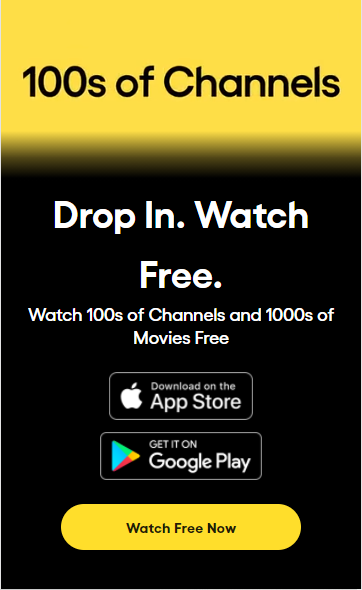 100s of Channels
Drop In. Watch
Free.
Watch 100s of Channels and 1000s of
Movies Free
Download on the
App Store
GET IT ON
Google Play
Watch Free Now